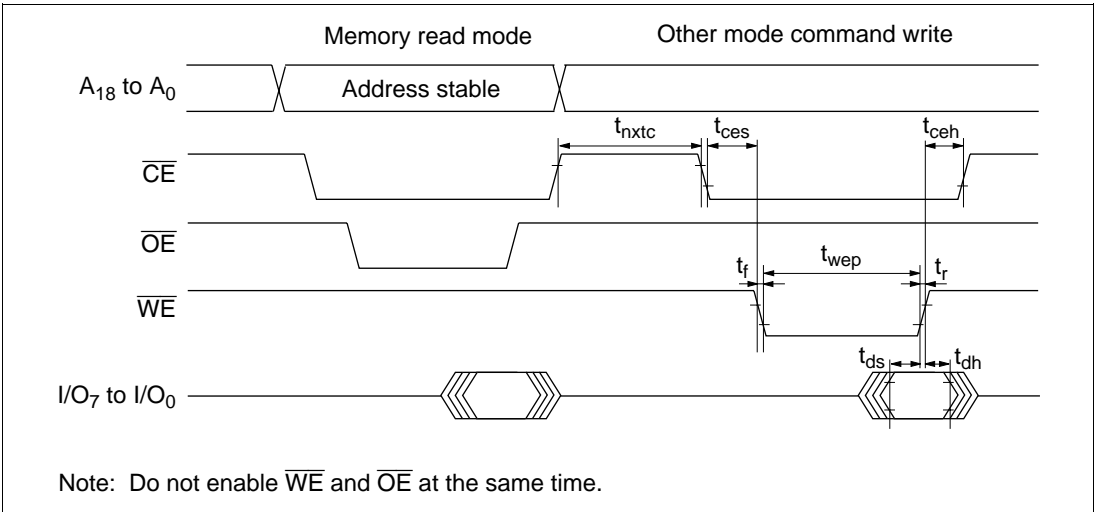 Memory read mode Other mode command write
A18 to A0 Address stable
tnxtc tces tceh
CE
OE
tf twep tr
WE
tds tdh
I/O7 to I/O0
Note: Do not enable WE and OE at the same time.